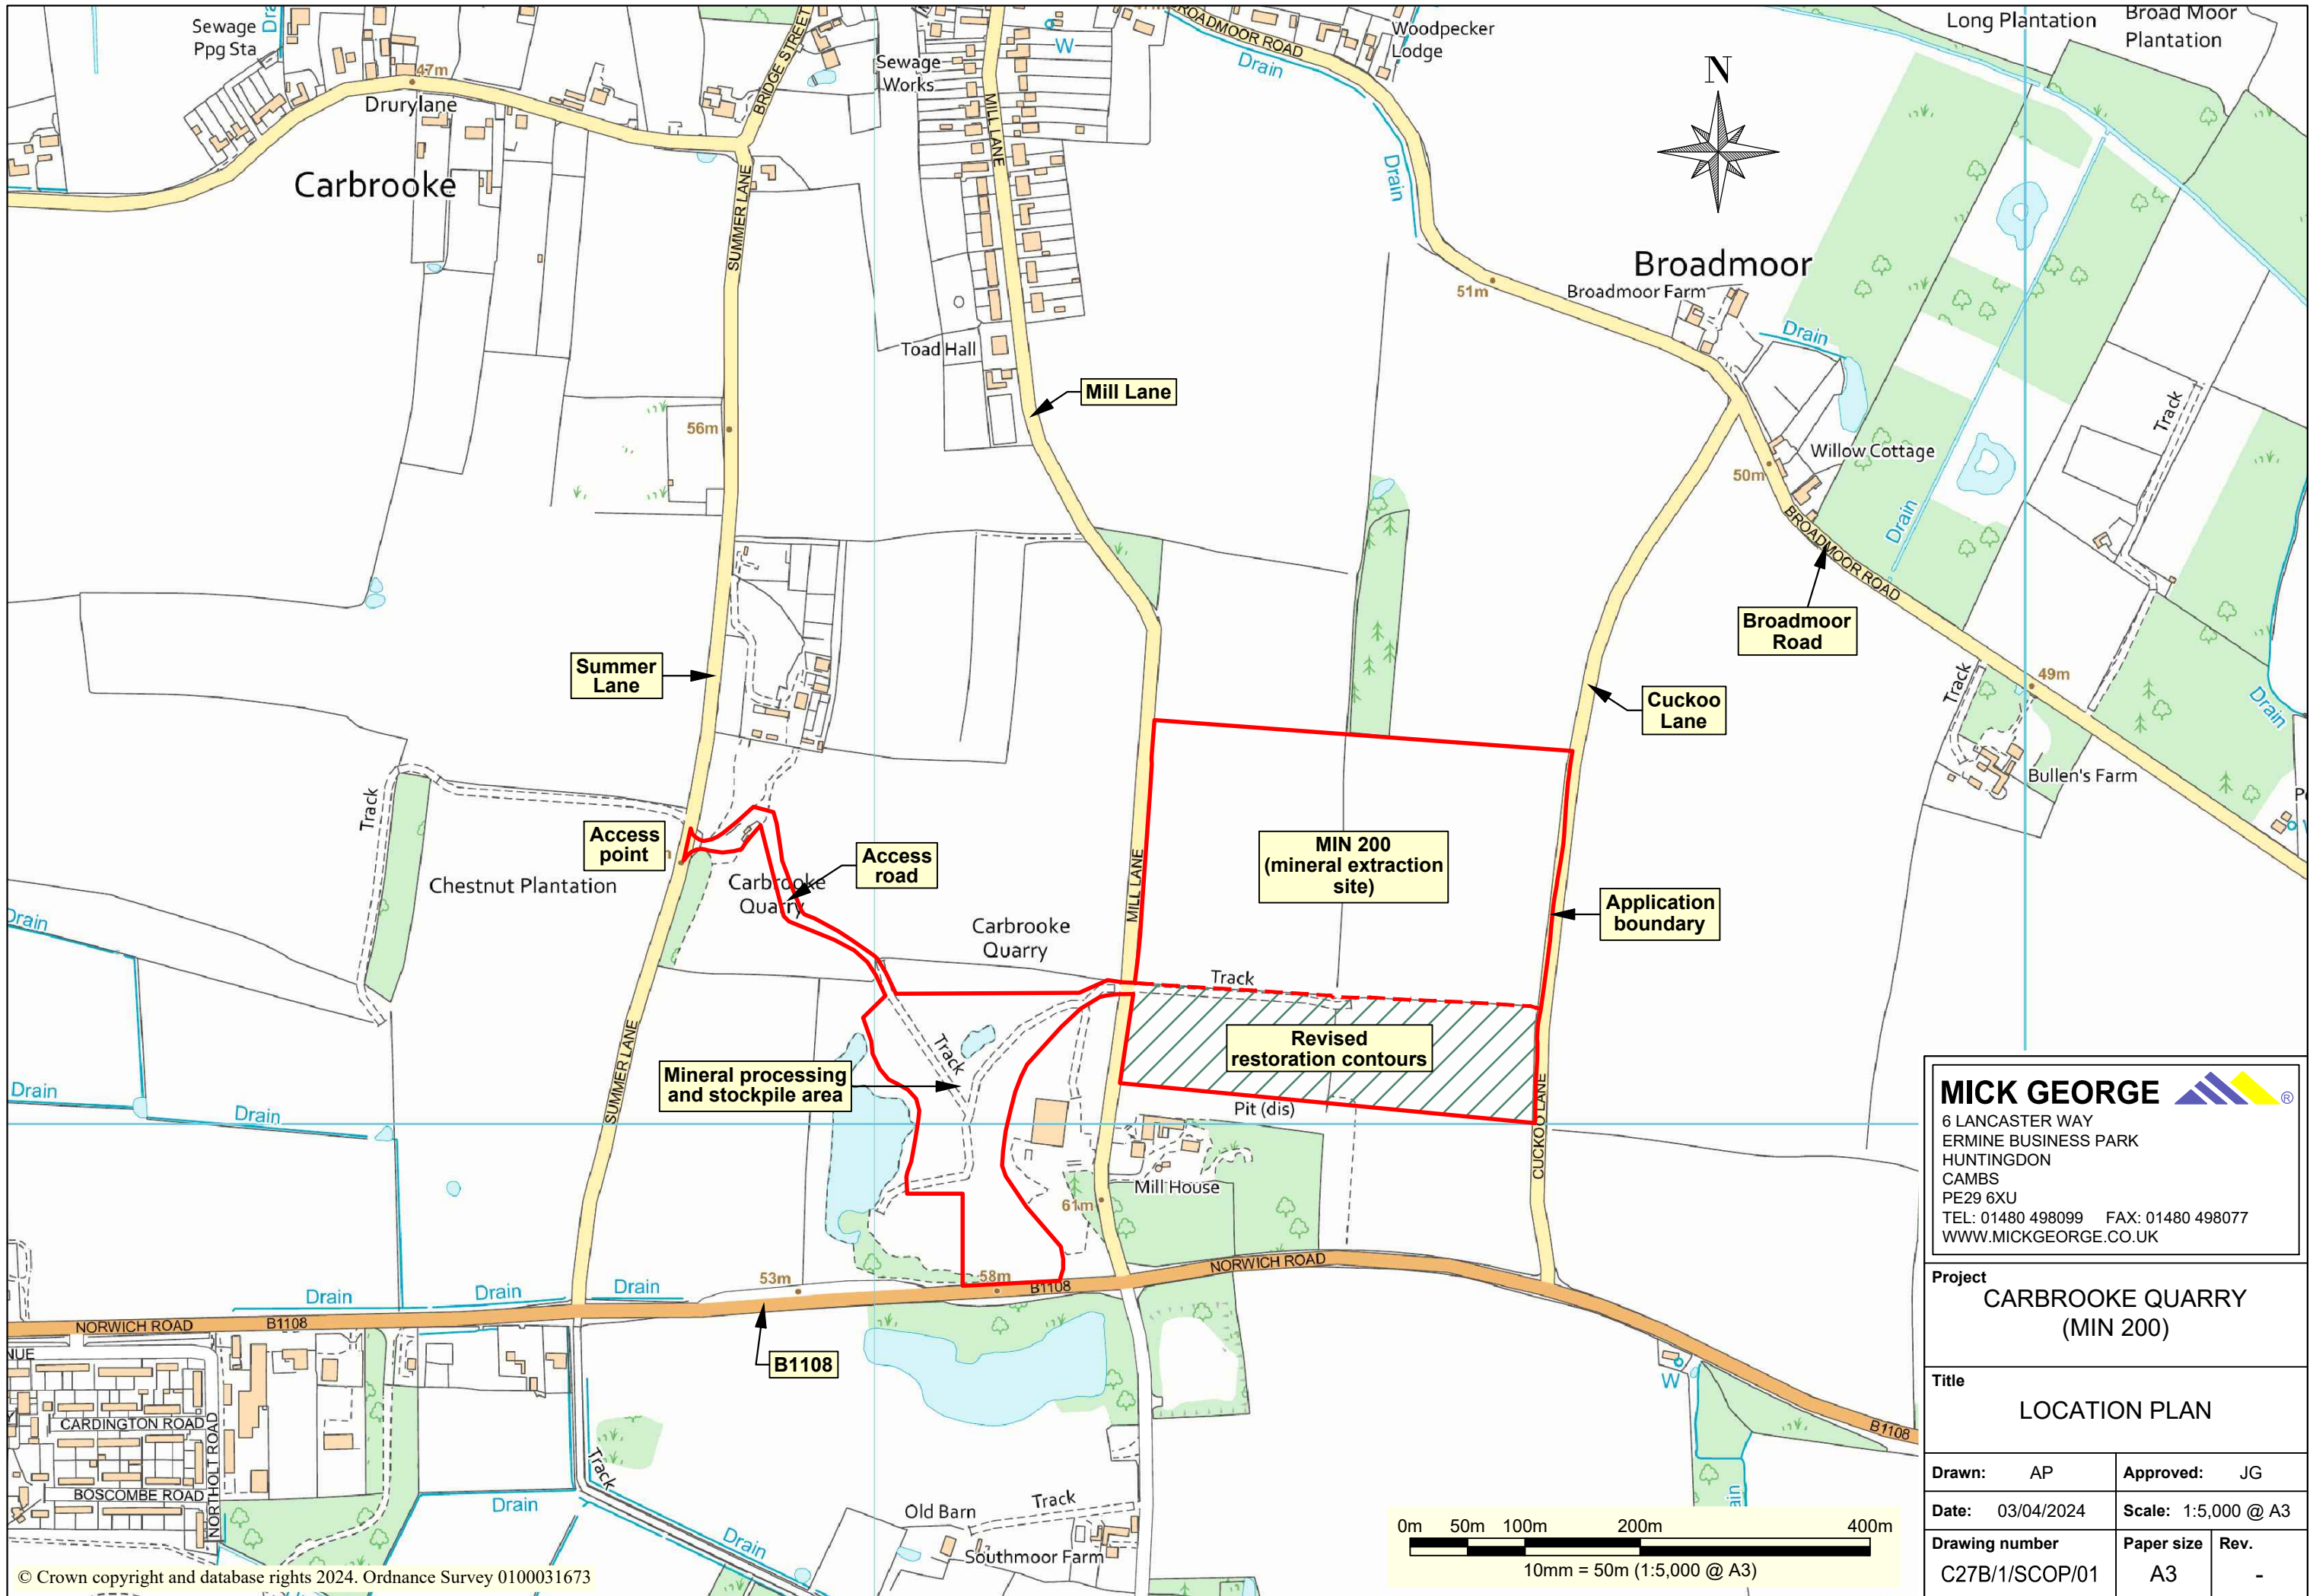 Sewage
Ppg Sta
Dra
47m
Drurylane
Carbrooke
BRIDGE STREET
SUMMER LANE
Sewage
Works
W
MILL LANE
BROADMOOR ROAD
Drain
Woodpecker
Lodge
Drain
N
Long Plantation
Broad Moor
Plantation
Broadmoor
Broadmoor Farm
51m
Drain
Toad Hall
Mill Lane
56m
Willow Cottage
50m
Drain
Track
BROADMOOR ROAD
Broadmoor
Road
Summer
Lane
Cuckoo
Lane
Track
49m
Drain
Bullen's Farm
Track
Access
point
Chestnut Plantation
Carbrooke
Quarry
Access
road
Carbrooke
Quarry
MILL LANE
MIN 200
(mineral extraction
site)
Application
boundary
Drain
Track
Track
Revised
restoration contours
Mineral processing
and stockpile area
SUMMER LANE
Drain
Drain
Pit (dis)
CUCKOO LANE
Mill House
61m
NORWICH ROAD
Drain
Drain
Drain
53m
58m
B1108
NORWICH ROAD
B1108
B1108
B1108
NUE
CARDINGTON ROAD
BOSCOMBE ROAD
NORTHOLT ROAD
W
Track
Drain
Drain
Old Barn
Track
Southmoor Farm
ain
0m 50m 100m 200m 400m
10mm = 50m (1:5,000 @ A3)
© Crown copyright and database rights 2024. Ordnance Survey 0100031673
MICK GEORGE ®
6 LANCASTER WAY
ERMINE BUSINESS PARK
HUNTINGDON
CAMBS
PE29 6XU
TEL: 01480 498099 FAX: 01480 498077
WWW.MICKGEORGE.CO.UK
Project
CARBROOKE QUARRY
(MIN 200)
Title
LOCATION PLAN
Drawn: AP Approved: JG
Date: 03/04/2024 Scale: 1:5,000 @ A3
Drawing number Paper size Rev.
C27B/1/SCOP/01 A3 -